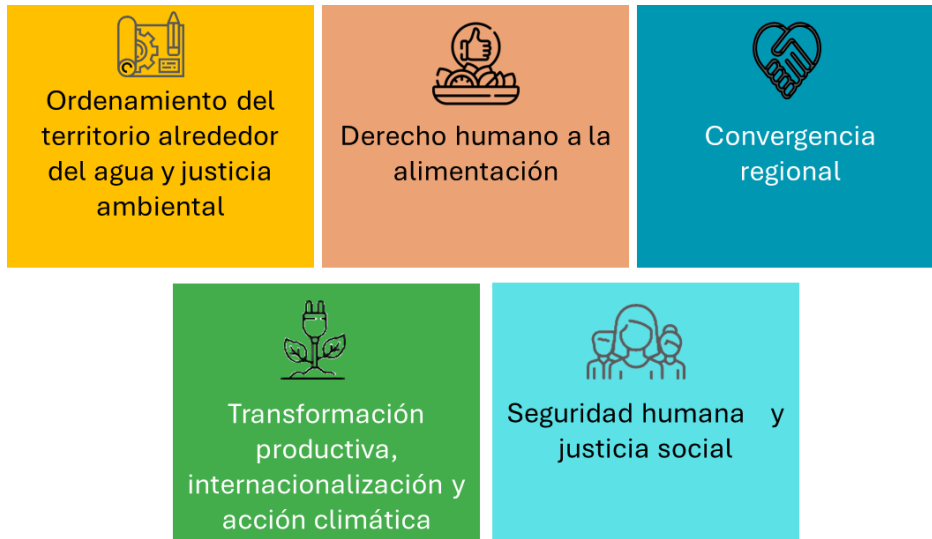 Ordenamiento del
territorio alrededor
del agua y justicia
ambiental
Derecho humano a la
alimentación
Convergencia
regional
Transformación
productiva,
internacionalización y
acción climática
Seguridad humana y
justicia social